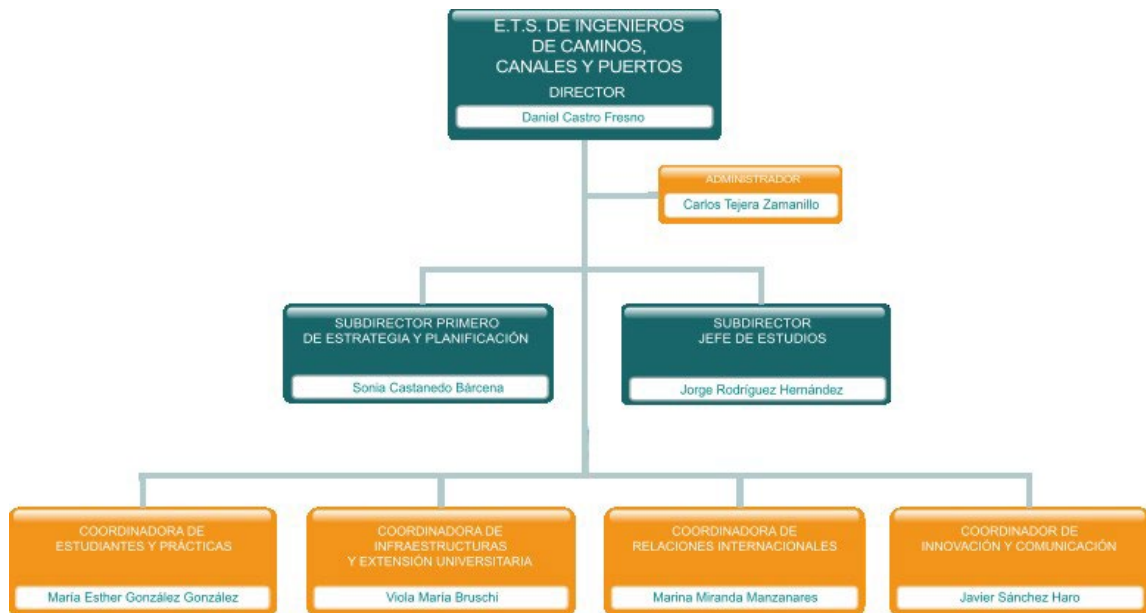 E.T.S. DE INGENIEROS
DE CAMINOS,
CANALES Y PUERTOS
DIRECTOR
Daniel Castro Fresno
ADMINISTRADOR
Carlos Tejera Zamanillo
SUBDIRECTOR PRIMERO
DE ESTRATEGIA Y PLANIFICACIÓN
Sonia Castanedo Bárcena
SUBDIRECTOR
JEFE DE ESTUDIOS
Jorge Rodríguez Hernández
COORDINADORA DE
ESTUDIANTES Y PRÁCTICAS
María Esther González González
COORDINADORA DE
INFRAESTRUCTURAS
Y EXTENSIÓN UNIVERSITARIA
Viola María Bruschi
COORDINADORA DE
RELACIONES INTERNACIONALES
Marina Miranda Manzanares
COORDINADOR DE
INNOVACIÓN Y COMUNICACIÓN
Javier Sánchez Haro